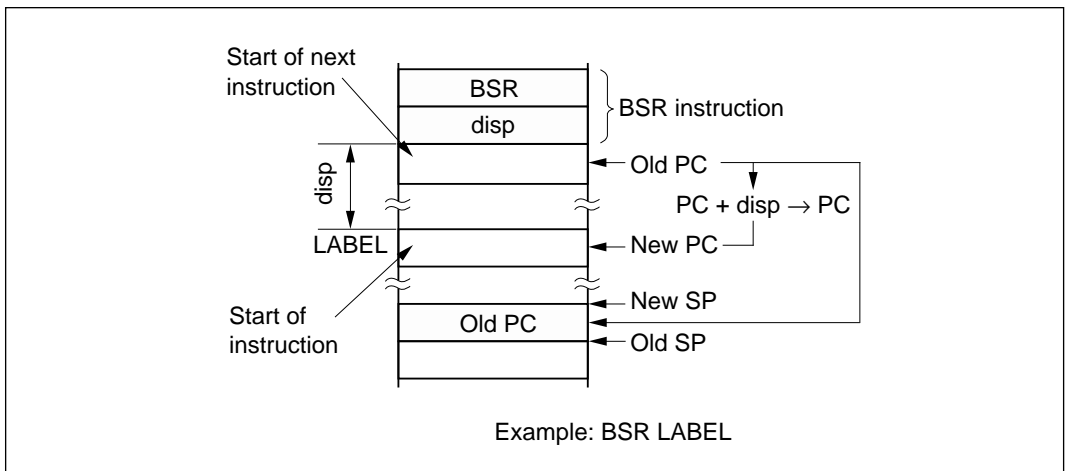 Start of next
instruction
BSR
disp
BSR instruction
Old PC
disp
PC + disp → PC
LABEL
New PC
New SP
Start of
instruction
Old PC
Old SP
Example: BSR LABEL